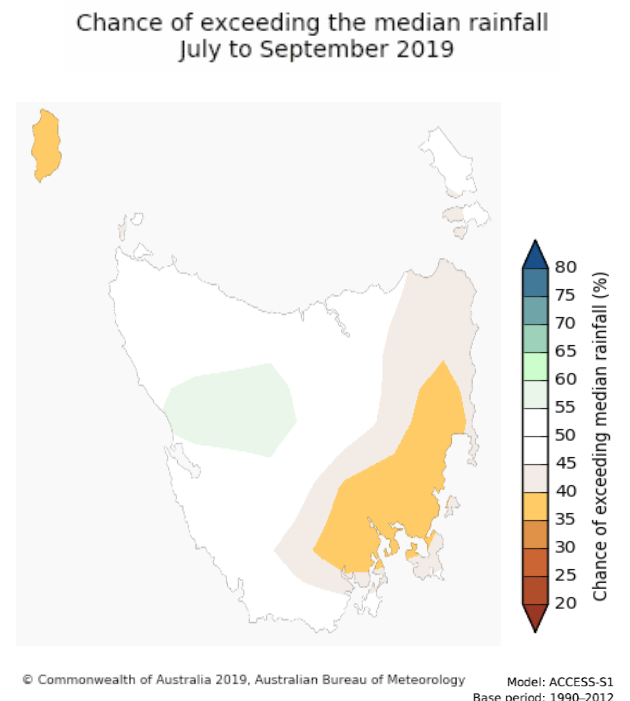 Chance of exceeding the median rainfall
July to September 2019
80
75
70
65
60
55
50
45
40
35
30
25
20
Chance of exceeding median rainfall (%)
© Commonwealth of Australia 2019, Australian Bureau of Meteorology
Model: ACCESS-S1
Base period: 1990–2012